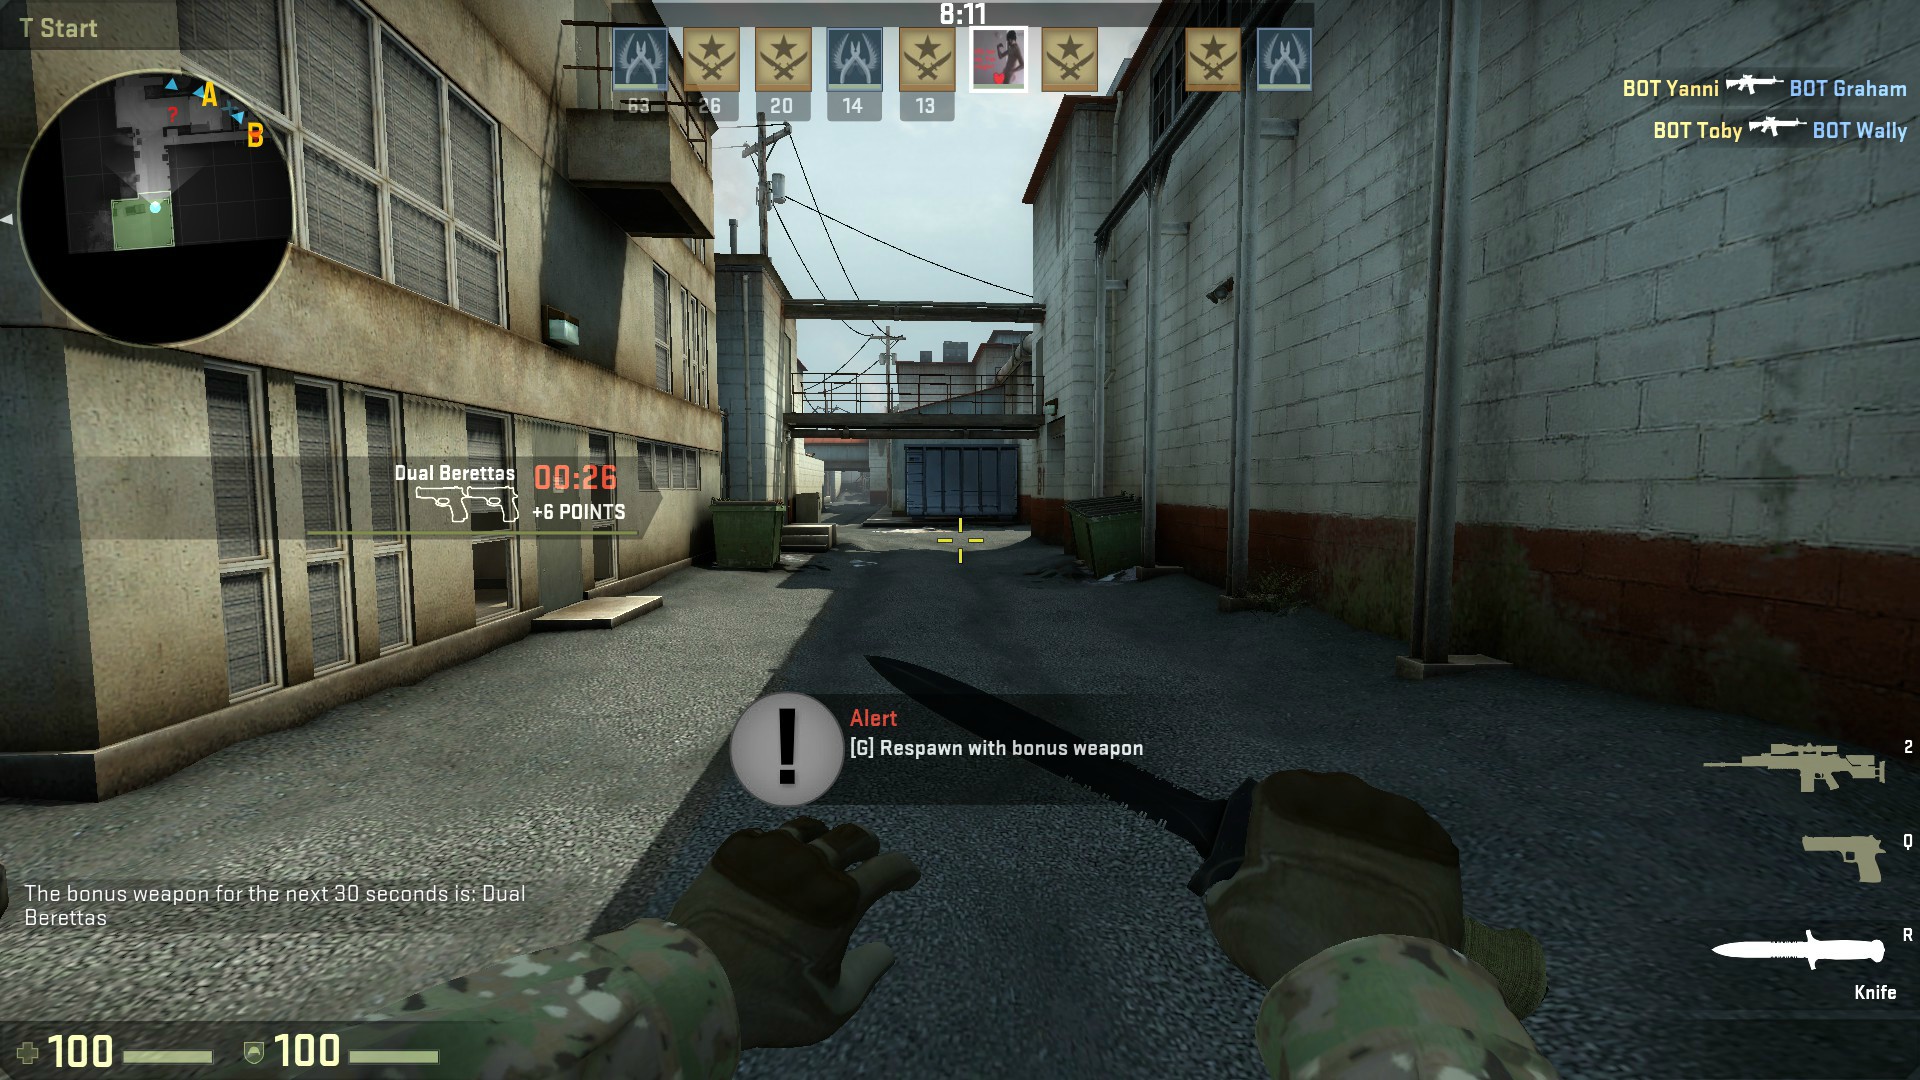 T Start
8:11
63 26 20 14 13
A
?
B
BOT Yanni BOT Graham
BOT Toby BOT Wally
Dual Berettas 00:26
+6 POINTS
Alert
[G] Respawn with bonus weapon
2
Q
R
Knife
The bonus weapon for the next 30 seconds is: Dual
Berettas
100 100